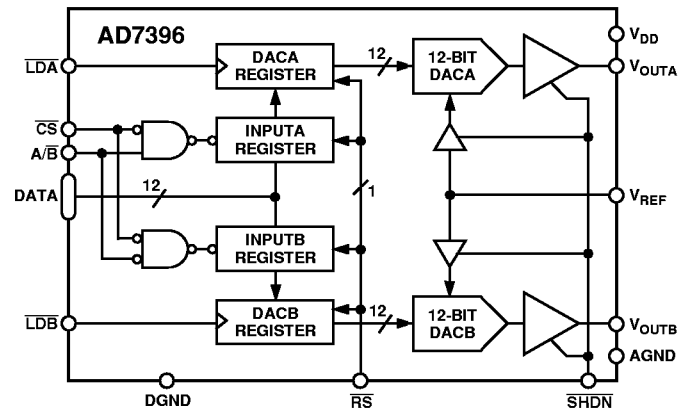 AD7396
LDA
DACA
REGISTER
12
12-BIT
DACA
VDD
VOUTA
CS
A/B
INPUTA
REGISTER
DATA
12
1
VREF
INPUTB
REGISTER
LDB
DACB
REGISTER
12
12-BIT
DACB
VOUTB
AGND
DGND
RS
SHDN